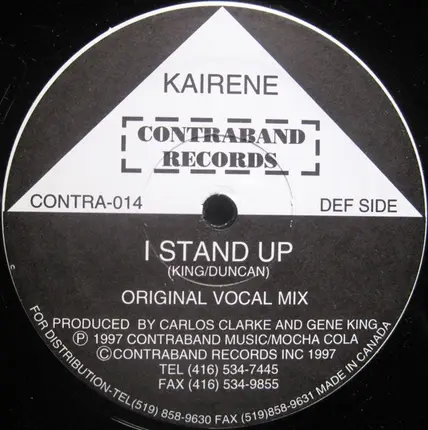 KAIRENE
CONTRABAND
RECORDS
CONTRA-014
DEF SIDE
I STAND UP
(KING/DUNCAN)
ORIGINAL VOCAL MIX
PRODUCED BY CARLOS CLARKE AND GENE KING
Ⓟ 1997 CONTRABAND MUSIC/MOCHA COLA
©CONTRABAND RECORDS INC 1997
TEL (416) 534-7445
FAX (416) 534-9855
FOR DISTRIBUTION-TEL(519) 858-9630 FAX (519)858-9631 MADE IN CANADA